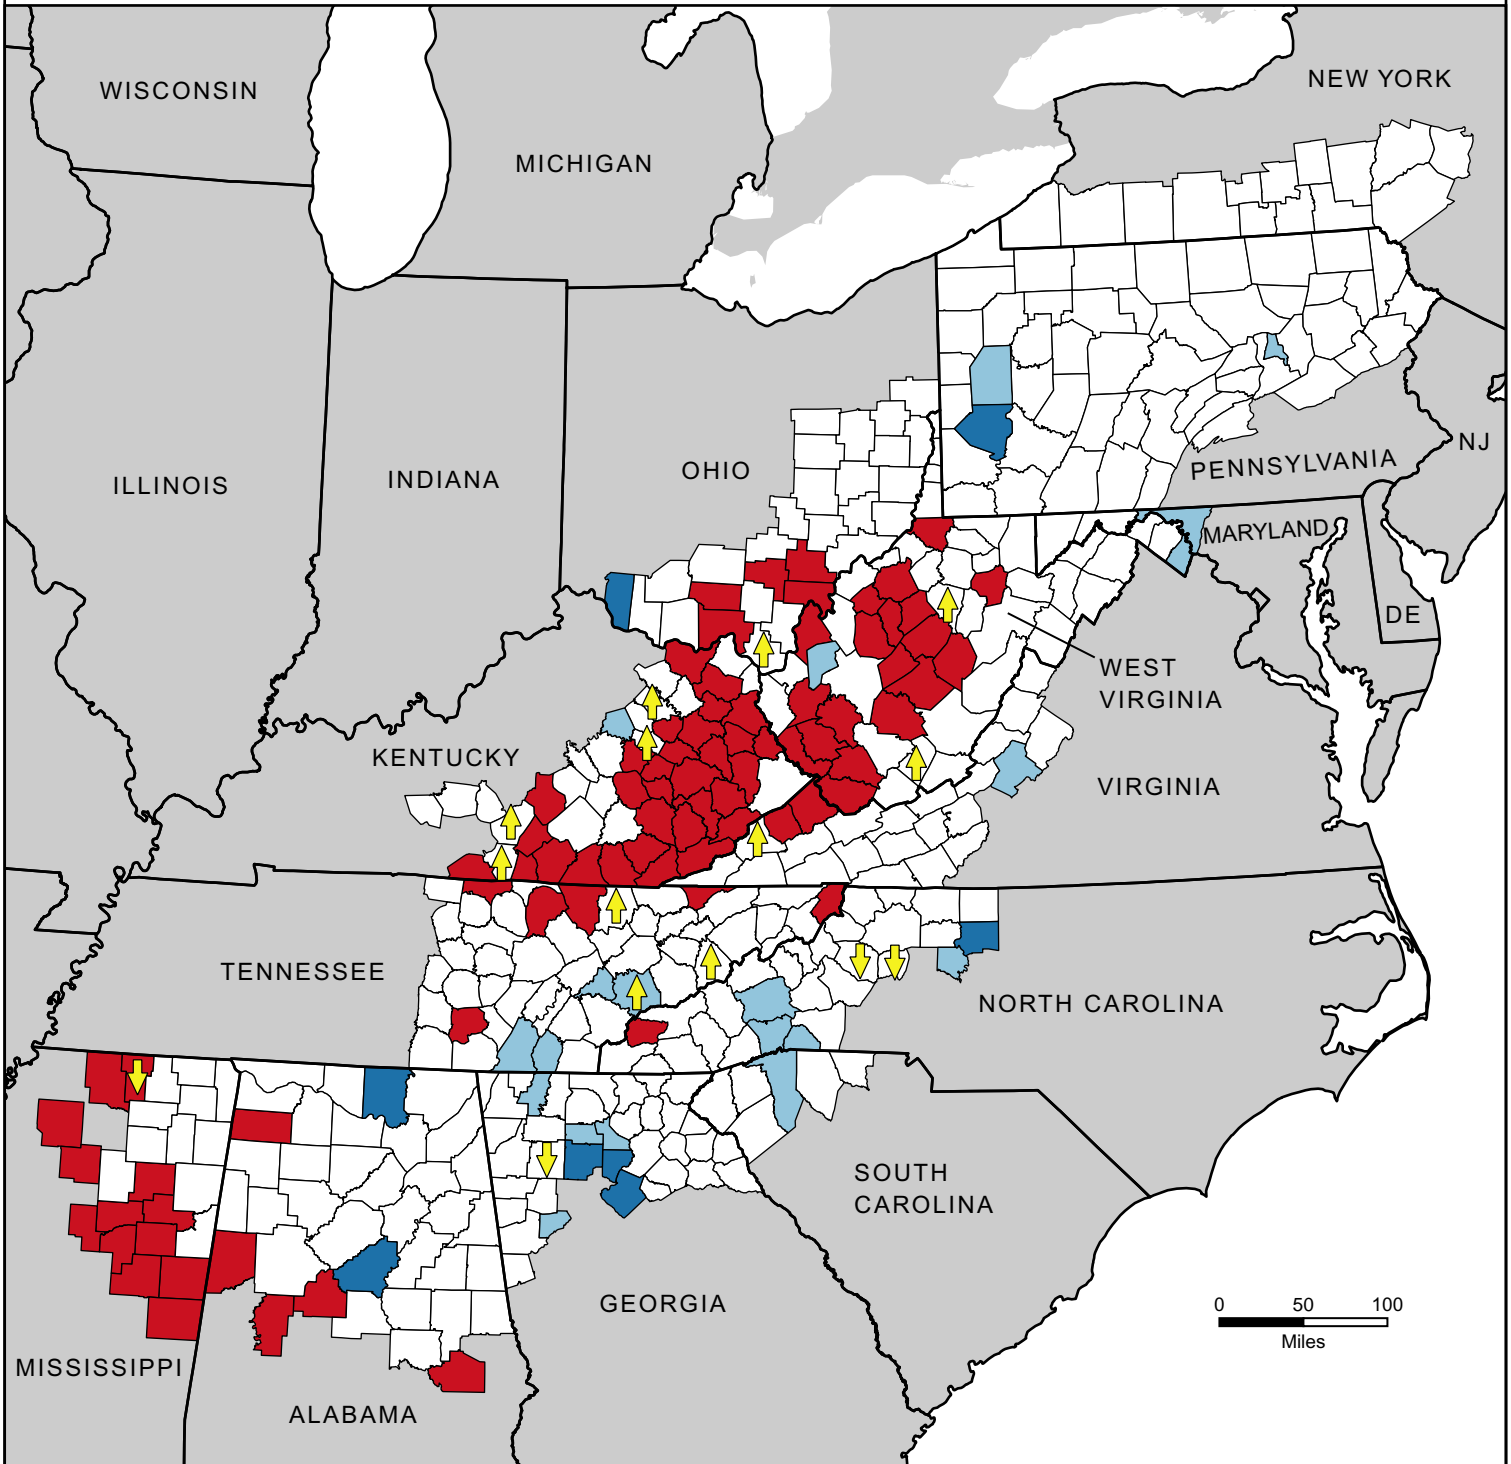 WISCONSIN
NEW YORK
MICHIGAN
ILLINOIS
INDIANA
OHIO
NJ
PENNSYLVANIA
MARYLAND
DE
WEST
VIRGINIA
KENTUCKY
VIRGINIA
TENNESSEE
NORTH CAROLINA
SOUTH
CAROLINA
GEORGIA
0 50 100
Miles
MISSISSIPPI
ALABAMA